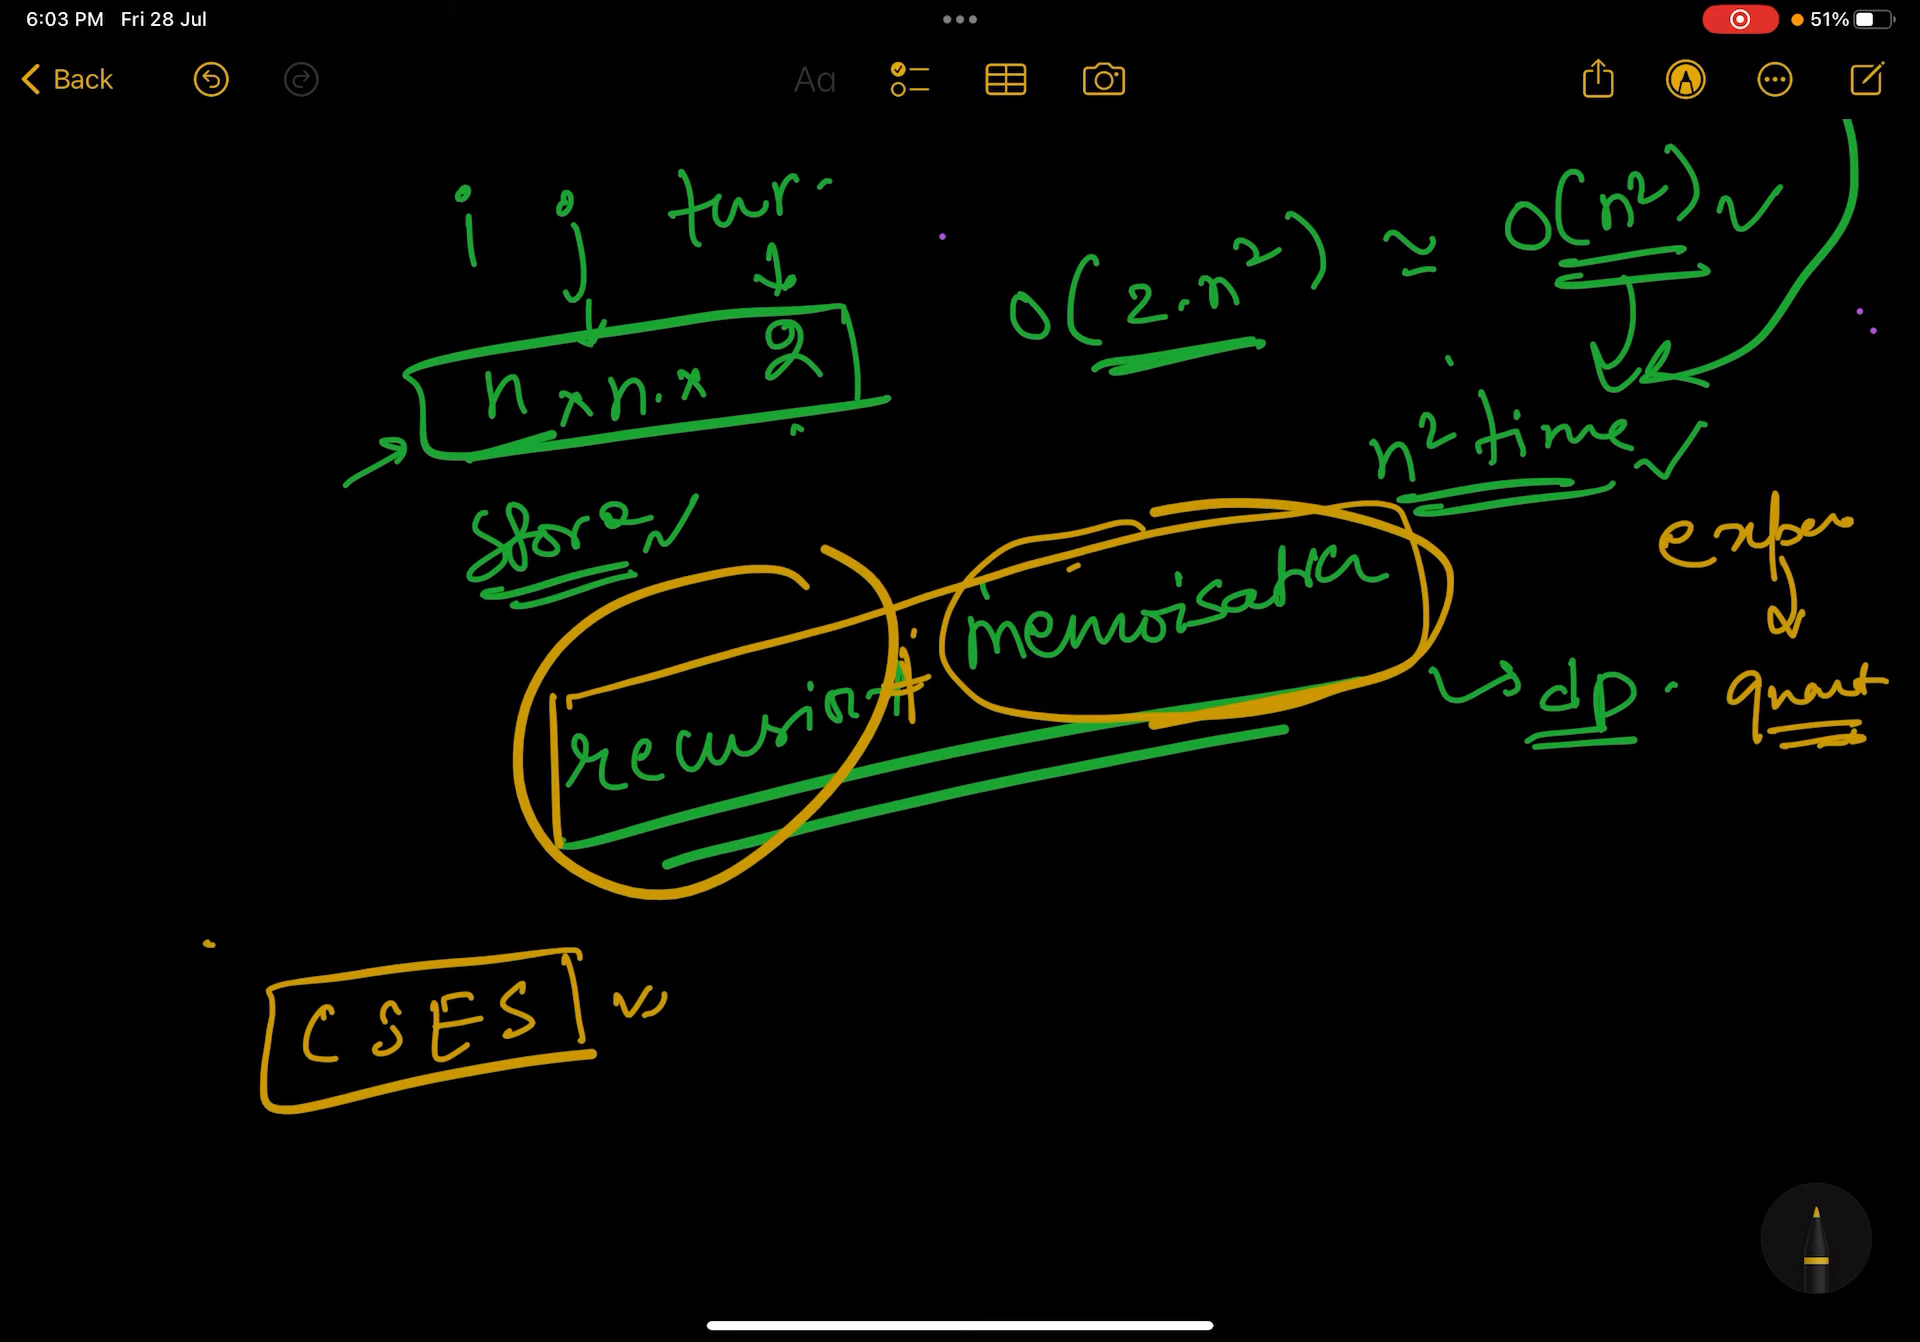 6:03 PM Fri 28 Jul
51%
Back
Aa
i j tur.
O(2.n²) ≃ O(n²)
n × n. × 2
n² time
store
recursion + memoisation
dp.
CSES